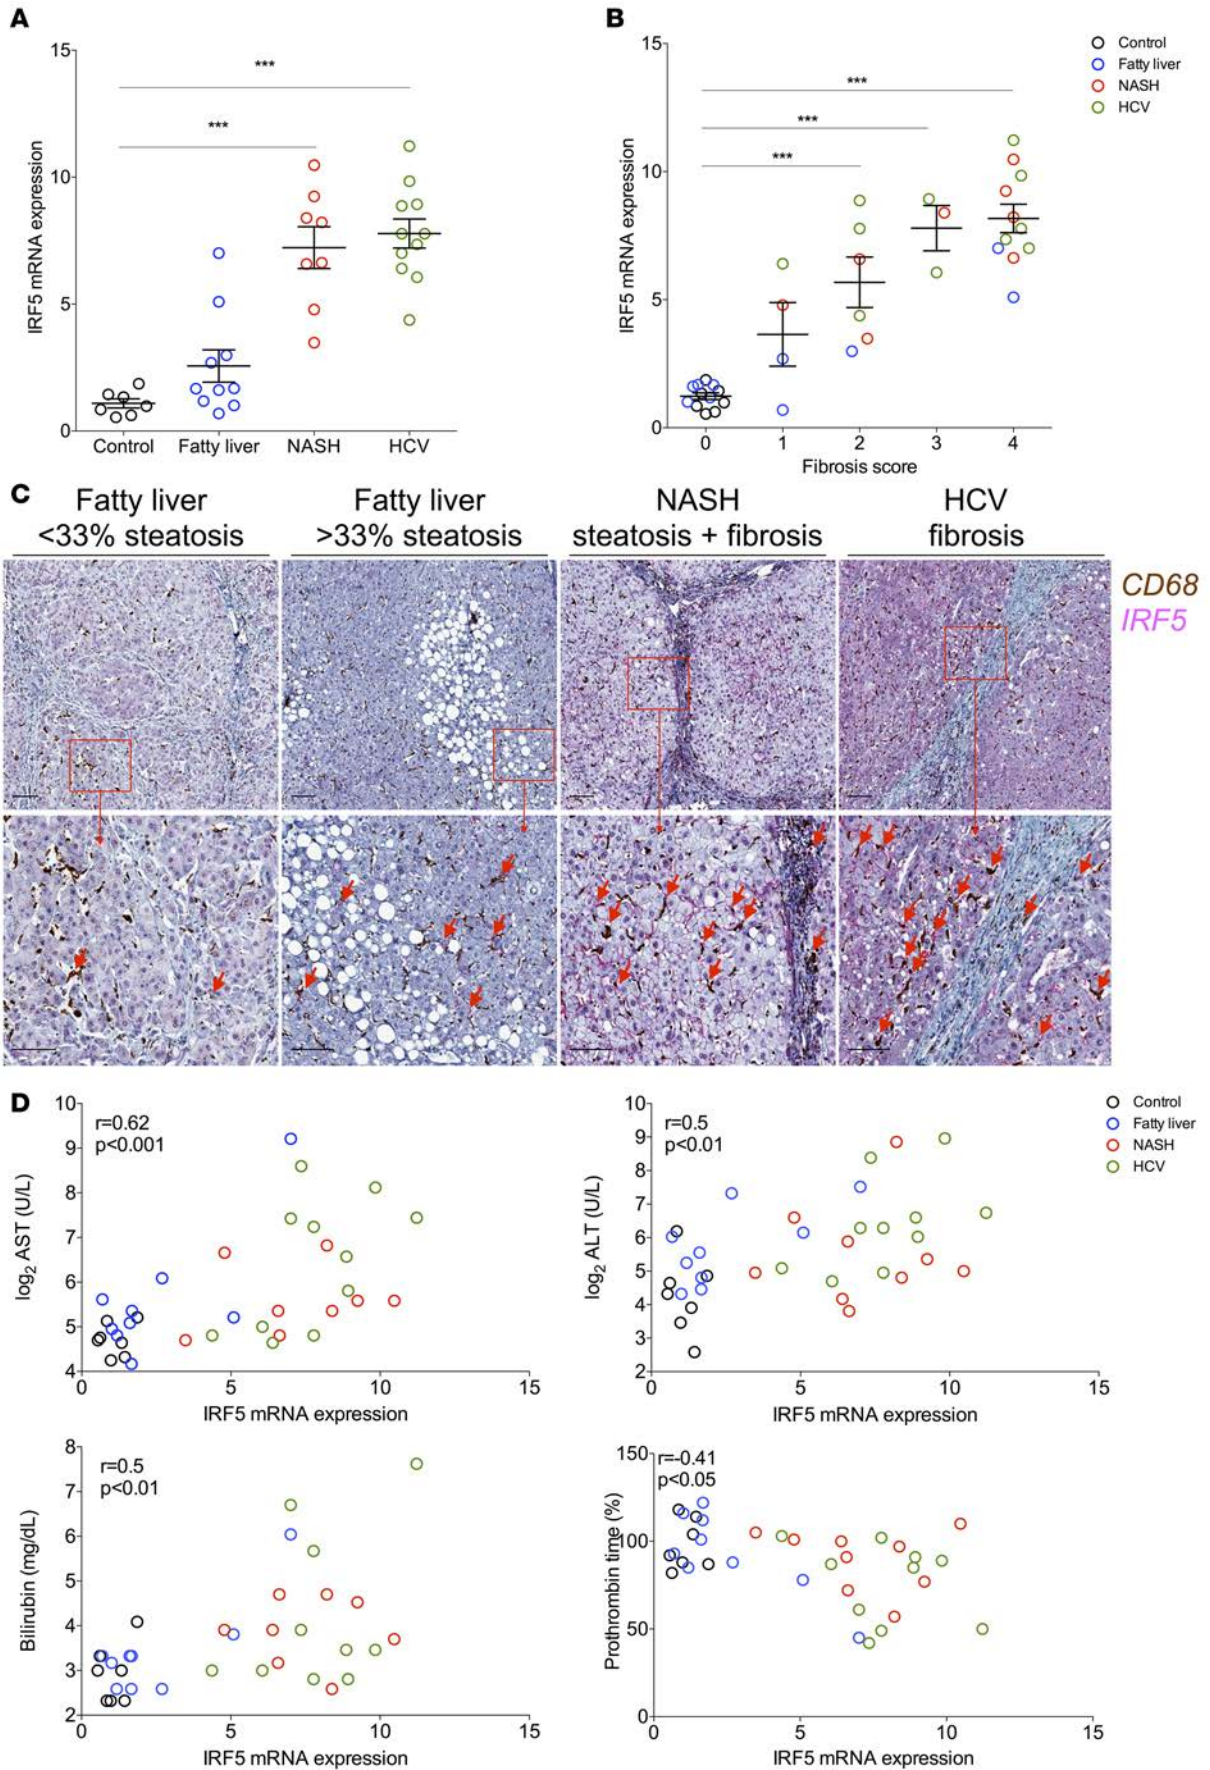 A
15
10
5
0
IRF5 mRNA expression
***
***
Control
Fatty liver
NASH
HCV
B
15
10
5
0
IRF5 mRNA expression
***
***
***
0
1
2
3
4
Fibrosis score
Control
Fatty liver
NASH
HCV
C
Fatty liver
<33% steatosis
Fatty liver
>33% steatosis
NASH
steatosis + fibrosis
HCV
fibrosis
CD68
IRF5
D
r=0.62
p<0.001
10
9
8
7
6
5
4
log2 AST (U/L)
0
5
10
15
IRF5 mRNA expression
r=0.5
p<0.01
10
9
8
7
6
5
4
3
2
log2 ALT (U/L)
0
5
10
15
IRF5 mRNA expression
Control
Fatty liver
NASH
HCV
r=0.5
p<0.01
8
7
6
5
4
3
2
Bilirubin (mg/dL)
0
5
10
15
IRF5 mRNA expression
r=-0.41
p<0.05
150
100
50
0
Prothrombin time (%)
0
5
10
15
IRF5 mRNA expression